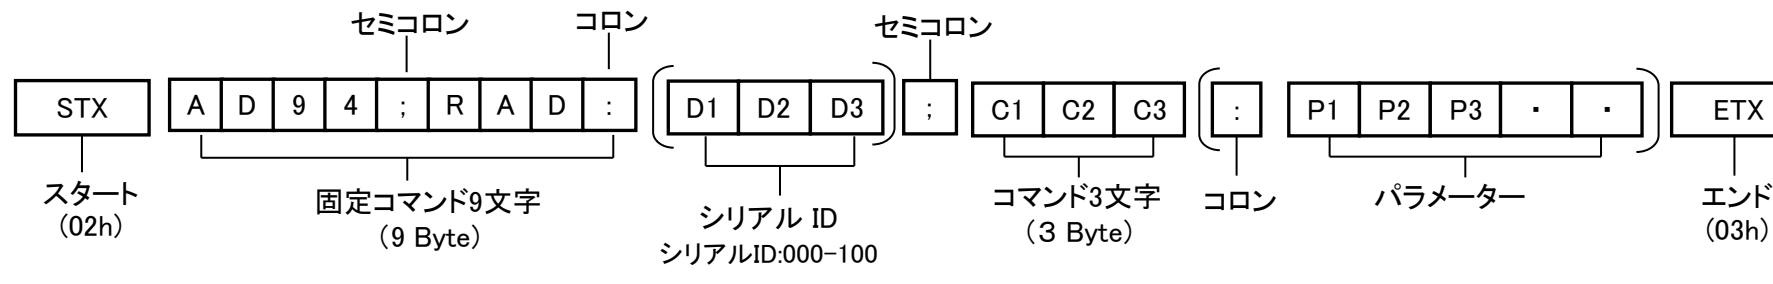 セミコロン
コロン
セミコロン
STX
A D 9 4 ; R A D :
( D1 D2 D3 )
;
C1 C2 C3
( :
P1 P2 P3 ・ ・ )
ETX
スタート
(02h)
固定コマンド9文字
(9 Byte)
シリアル ID
シリアルID:000-100
コマンド3文字
(3 Byte)
コロン
パラメーター
エンド
(03h)